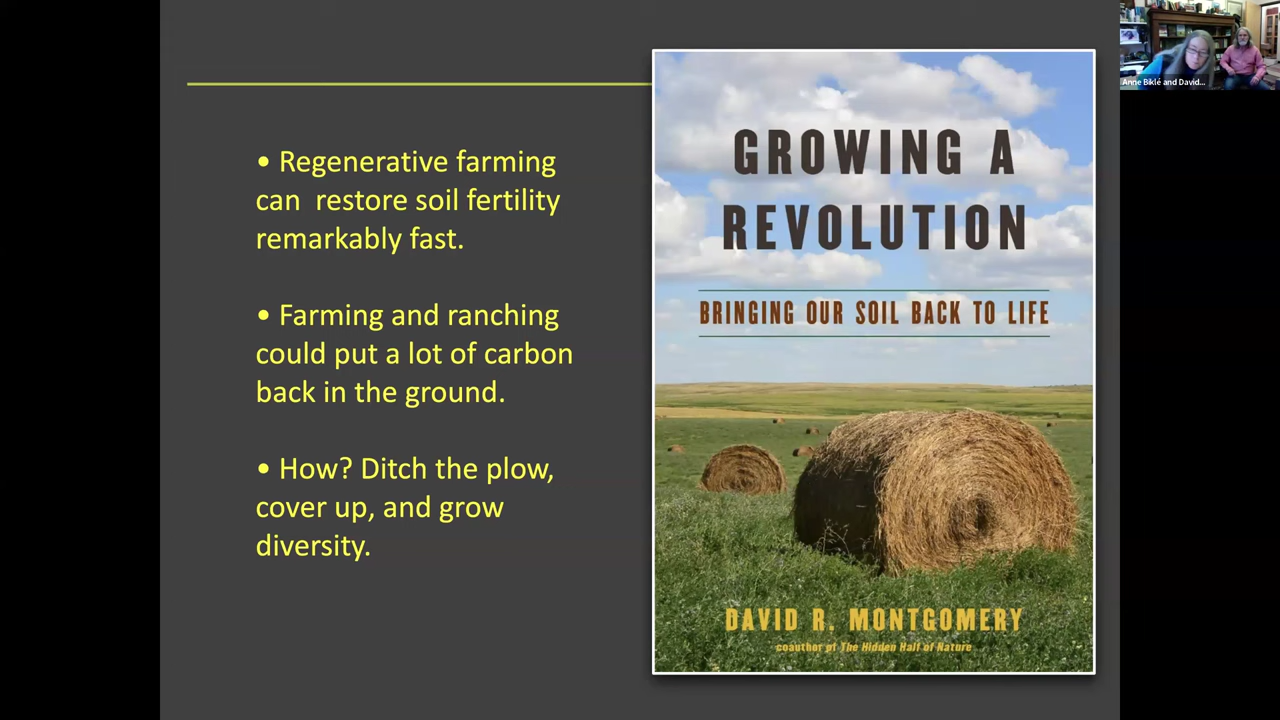 • Regenerative farming
can  restore soil fertility
remarkably fast.
• Farming and ranching
could put a lot of carbon
back in the ground.
• How? Ditch the plow,
cover up, and grow
diversity.
GROWING A
REVOLUTION
BRINGING OUR SOIL BACK TO LIFE
DAVID R. MONTGOMERY
coauthor of The Hidden Half of Nature
Anne Biklé and David...